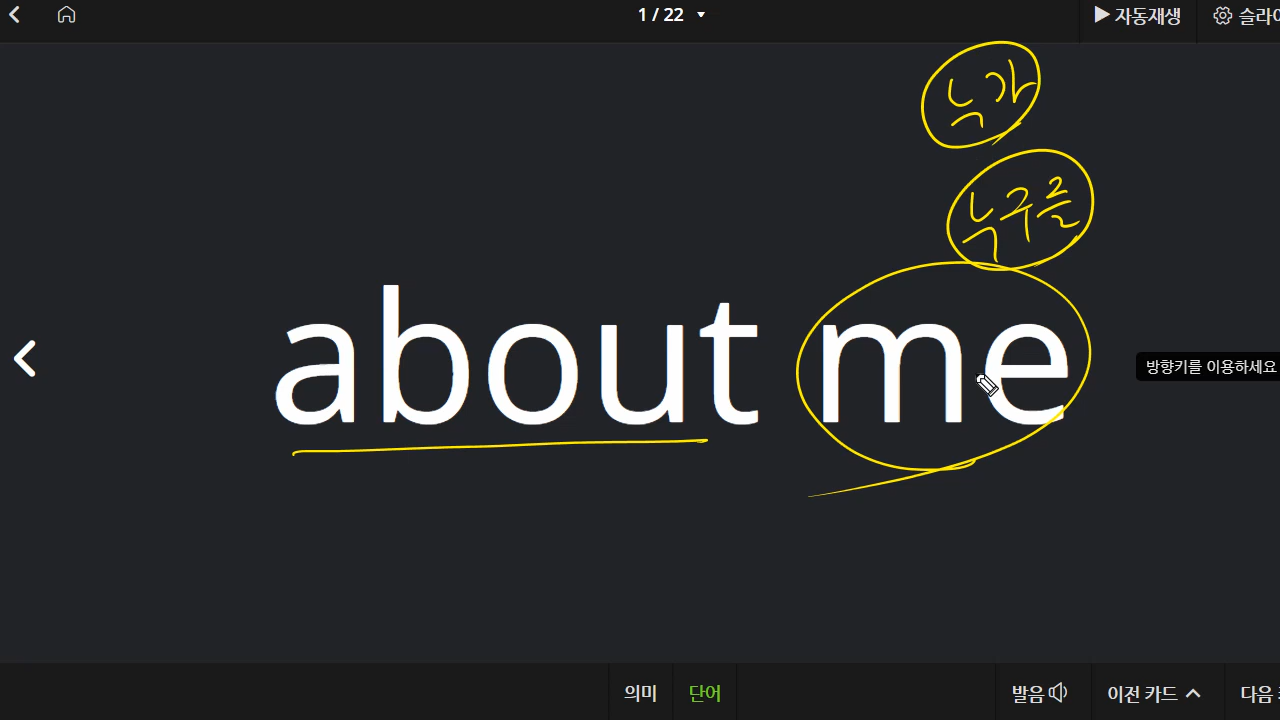 1 / 22
자동재생
슬라이
누가
누구를
about me
방향키를 이용하세요
의미
단어
발음
이전 카드
다음